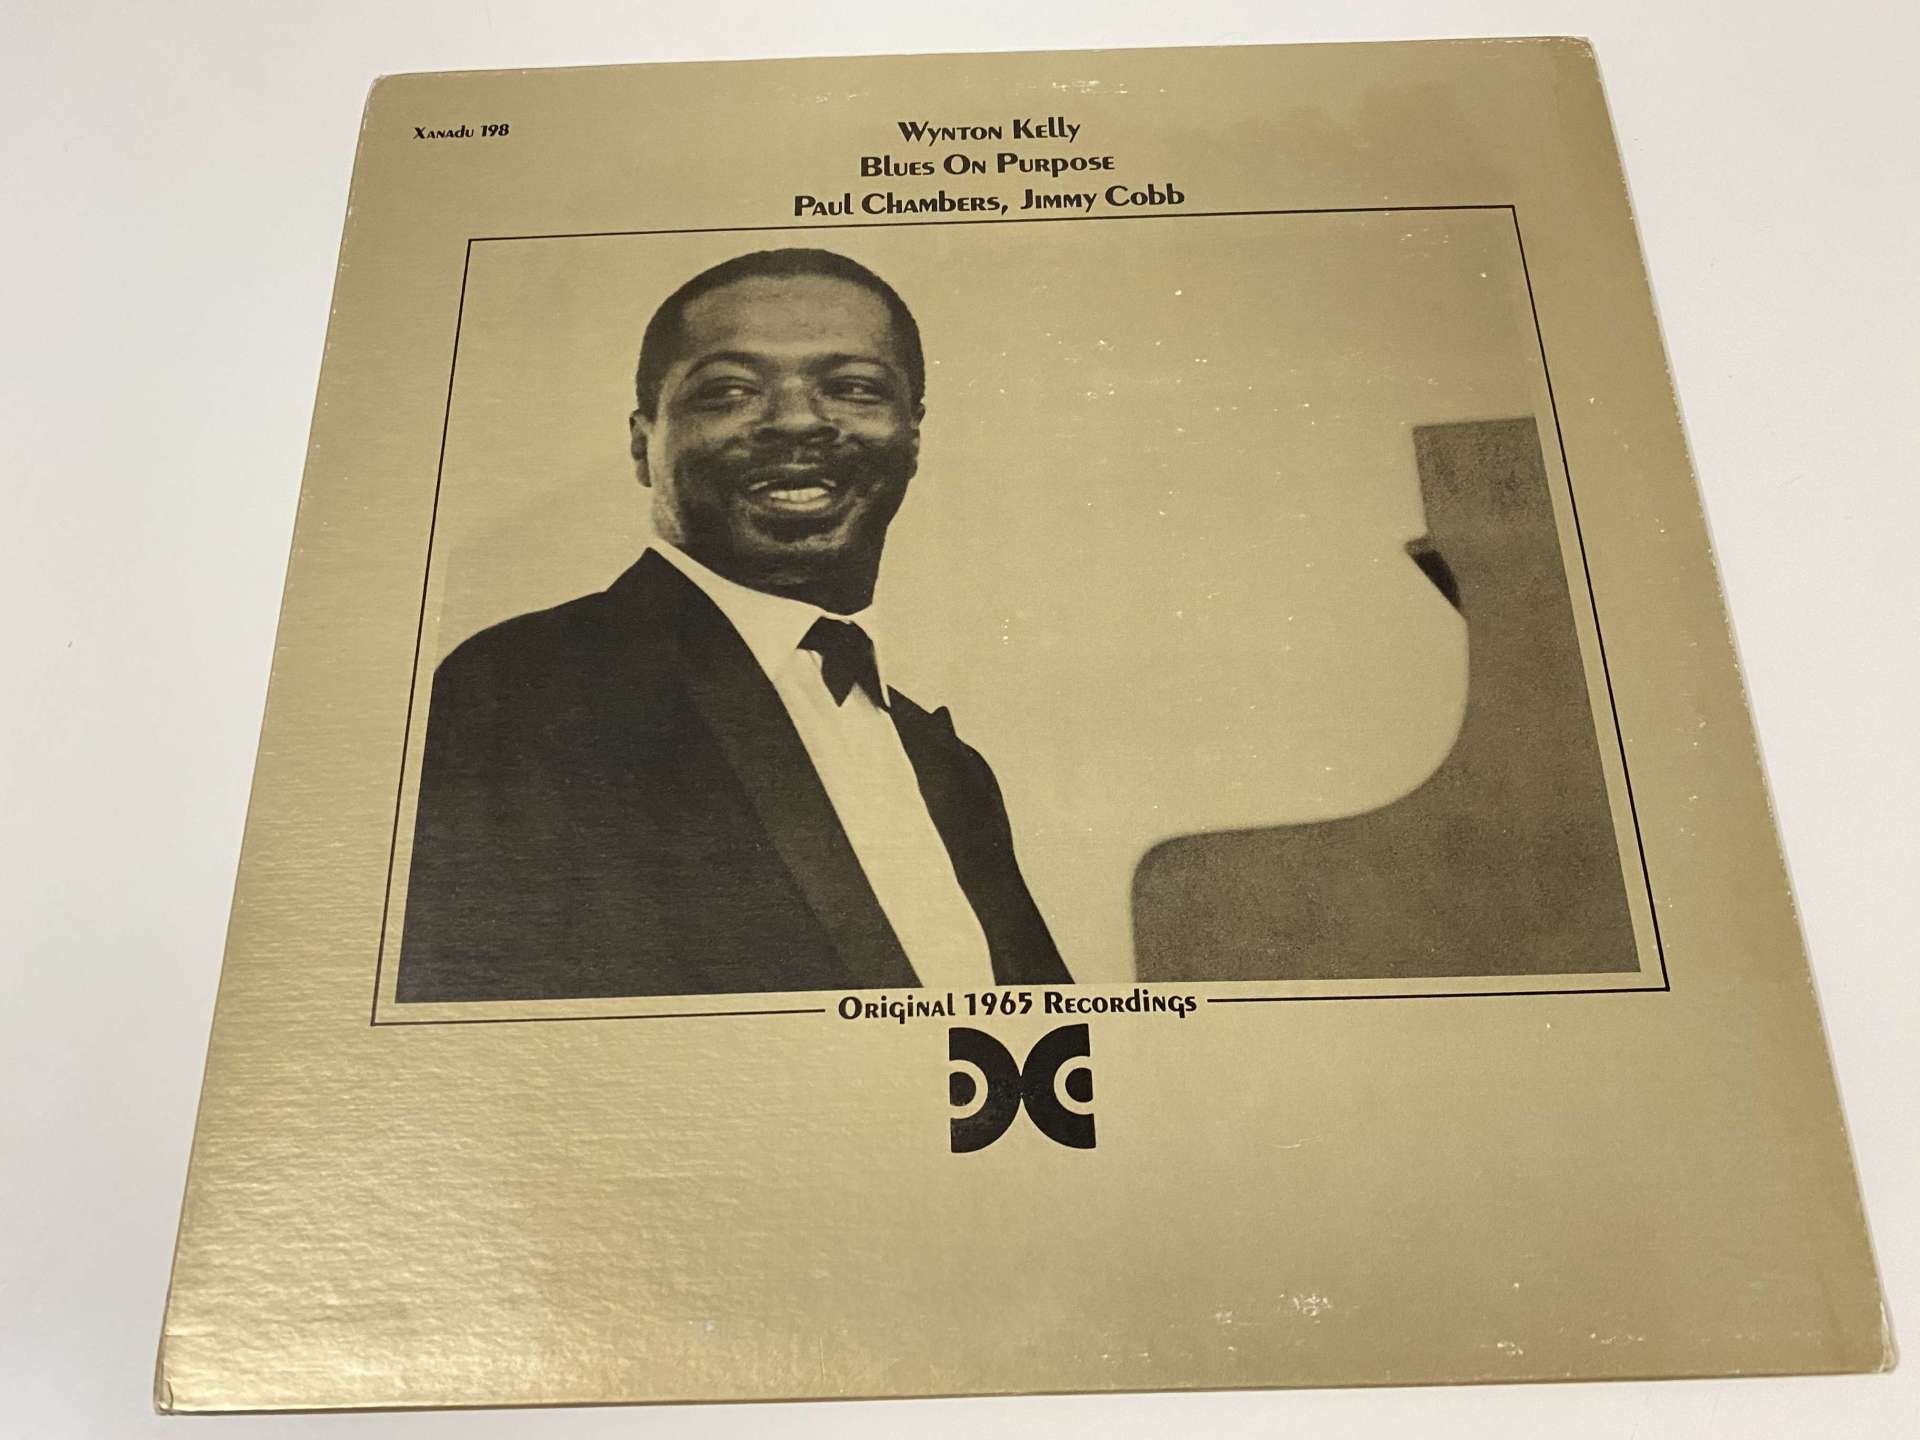 Xanadu 198
Wynton Kelly
Blues On Purpose
Paul Chambers, Jimmy Cobb
Original 1965 Recordings